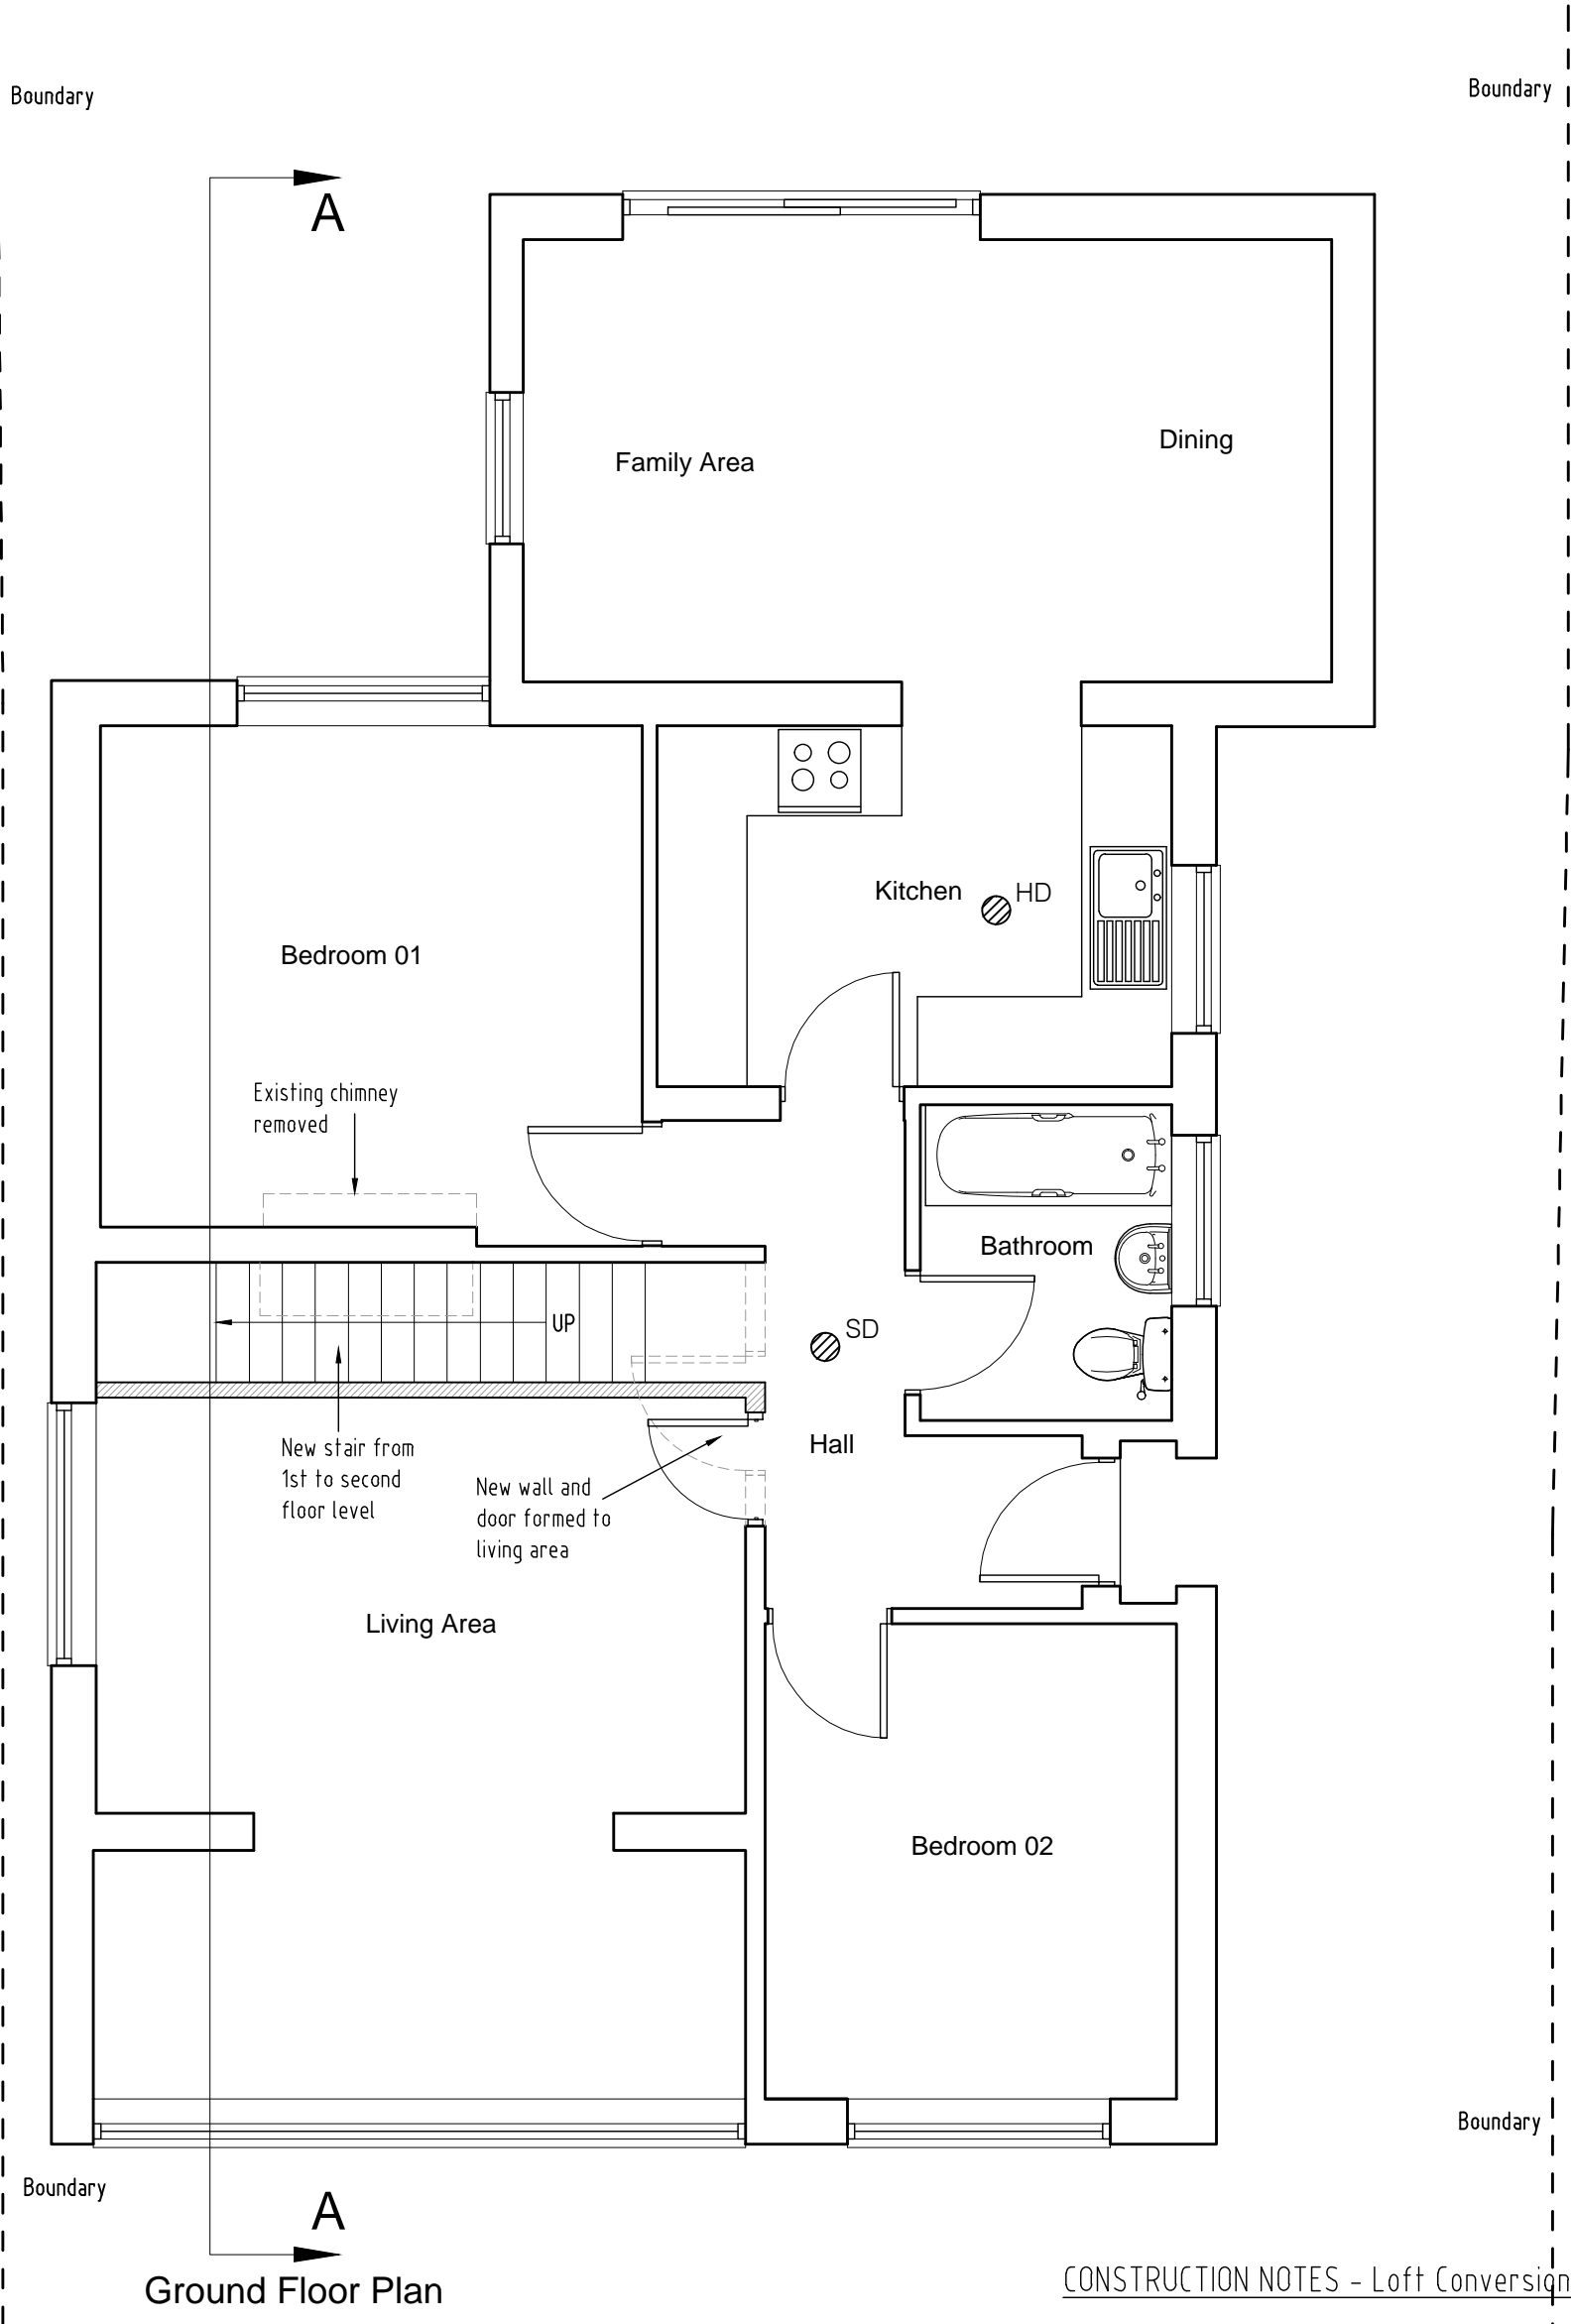 Boundary
Boundary
A
Family Area
Dining
Kitchen
HD
Bedroom 01
Existing chimney
removed
Bathroom
UP
SD
Hall
New stair from
1st to second
floor level
New wall and
door formed to
living area
Living Area
Bedroom 02
Boundary
Boundary
A
Ground Floor Plan
CONSTRUCTION NOTES - Loft Conversion